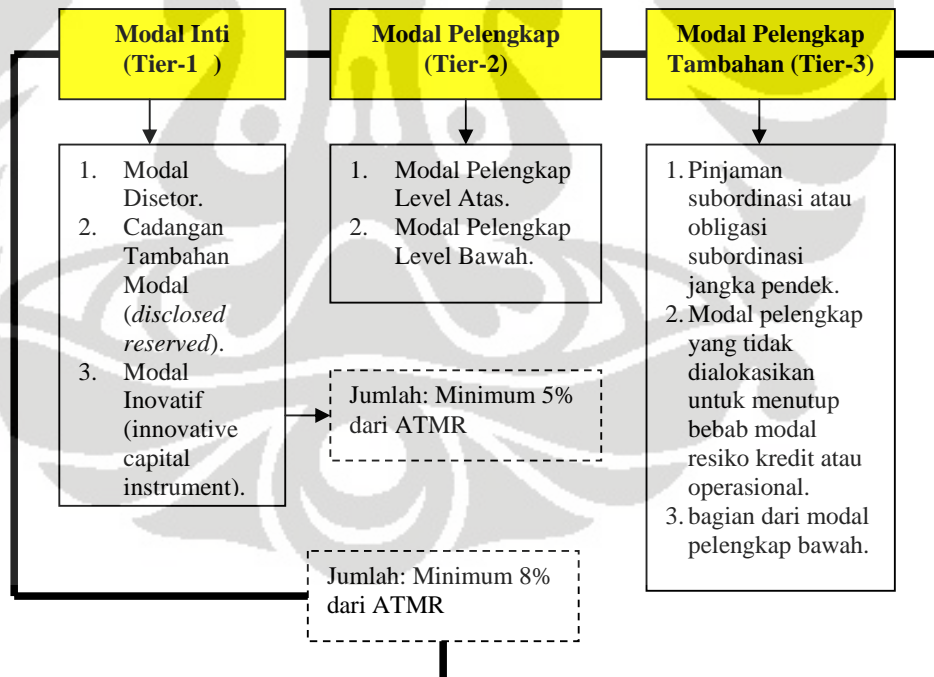 Modal Inti
(Tier-1 )
Modal Pelengkap
(Tier-2)
Modal Pelengkap
Tambahan (Tier-3)
1. Modal
Disetor.
2. Cadangan
Tambahan
Modal
(disclosed
reserved).
3. Modal
Inovatif
(innovative
capital
instrument).
1. Modal Pelengkap
Level Atas.
2. Modal Pelengkap
Level Bawah.
Jumlah: Minimum 5%
dari ATMR
1. Pinjaman
subordinasi atau
obligasi
subordinasi
jangka pendek.
2. Modal pelengkap
yang tidak
dialokasikan
untuk menutup
bebab modal
resiko kredit atau
operasional.
3. bagian dari modal
pelengkap bawah.
Jumlah: Minimum 8%
dari ATMR